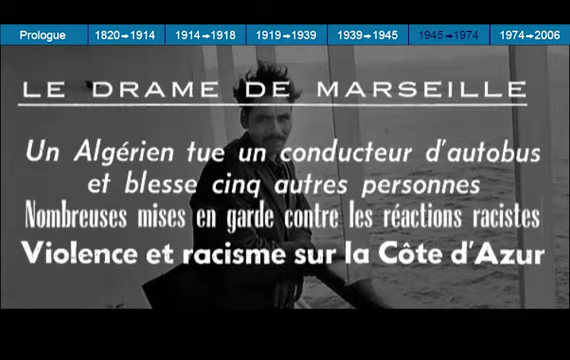 Prologue
1820→1914
1914→1918
1919→1939
1939→1945
1945→1974
1974→2006
LE DRAME DE MARSEILLE
Un Algérien tue un conducteur d'autobus
et blesse cinq autres personnes
Nombreuses mises en garde contre les réactions racistes
Violence et racisme sur la Côte d'Azur